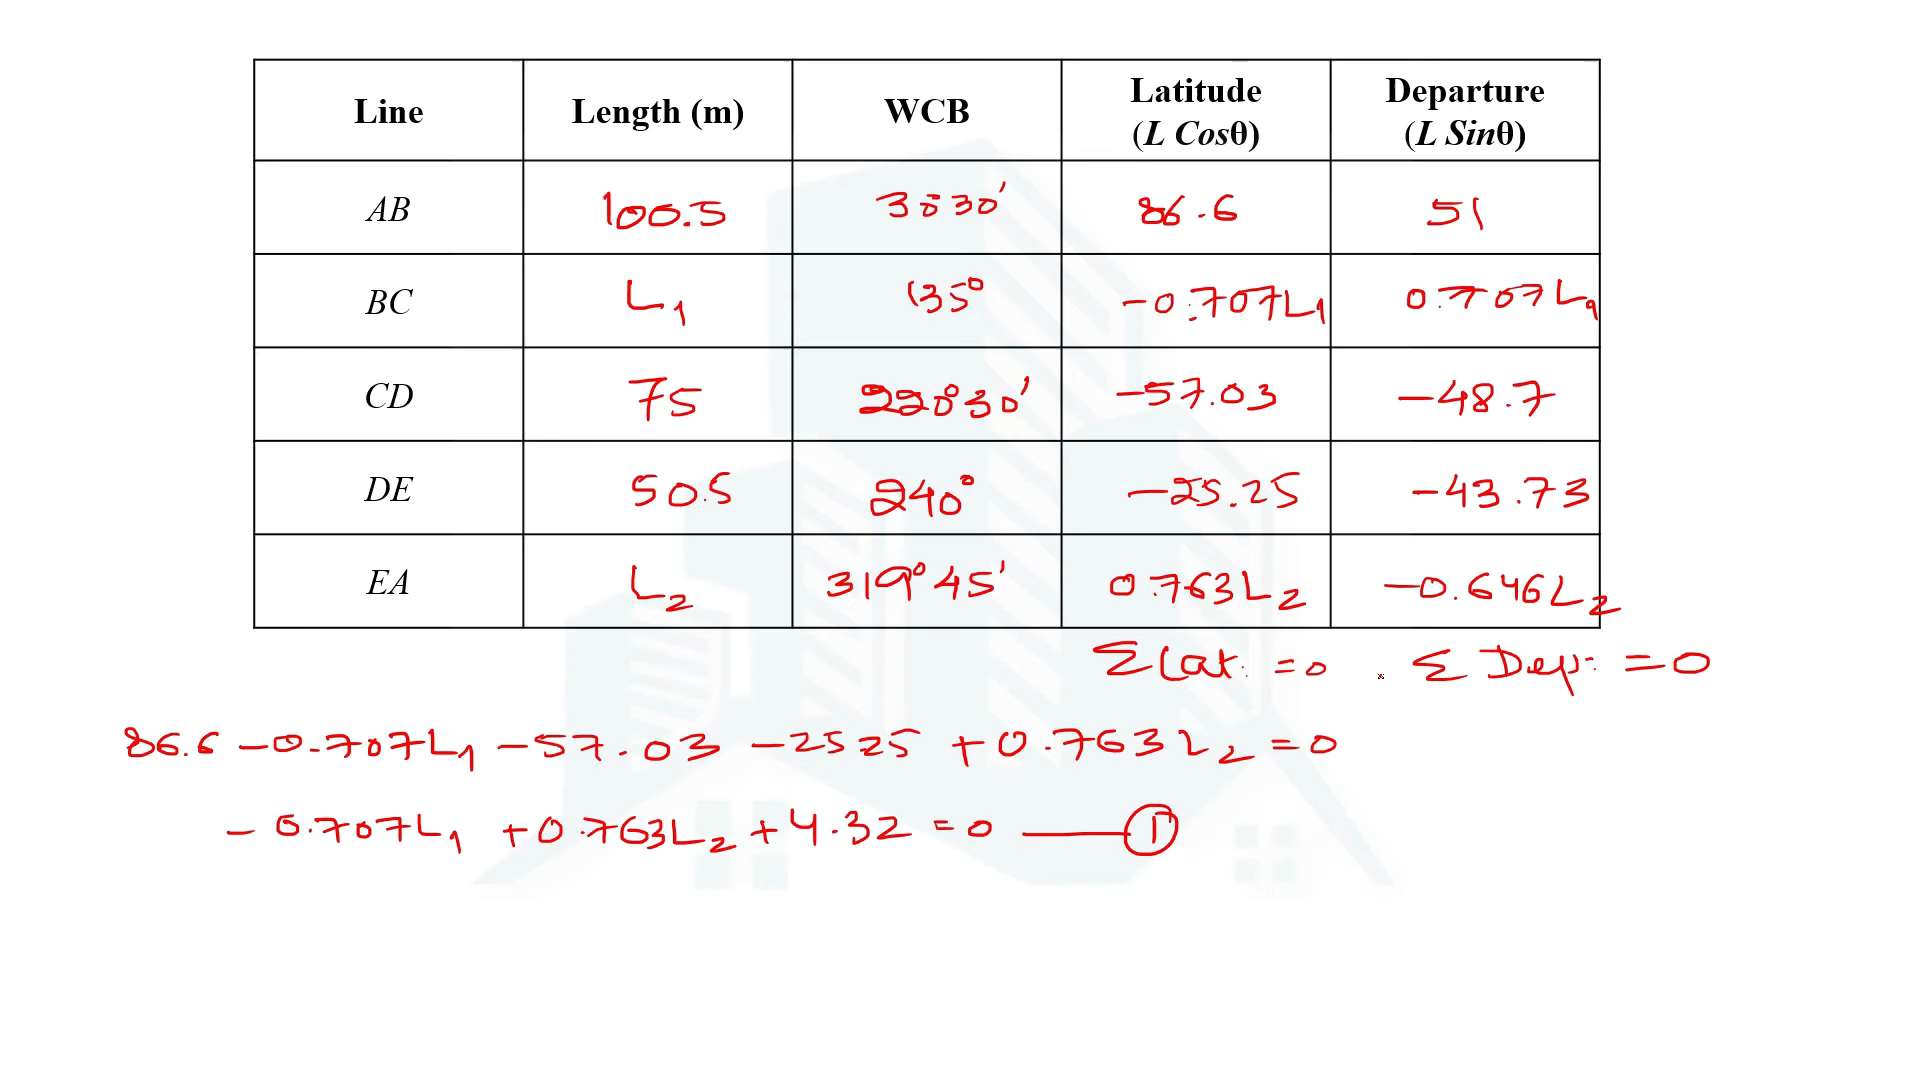 Line Length (m) WCB Latitude (L Cosθ) Departure (L Sinθ)
AB 100.5 30°30' 86.6 51
BC L₁ 135° -0.707L₁ 0.707L₁
CD 75 220°30' -57.03 -48.7
DE 50.5 240° -25.25 -43.73
EA L₂ 319°45' 0.763L₂ -0.646L₂
ΣLat. = 0 . Σ Dep. = 0
86.6 -0.707L₁ -57.03 -25 25 +0.763L₂ = 0
-0.707L₁ +0.763L₂ +4.32 = 0 —— ①